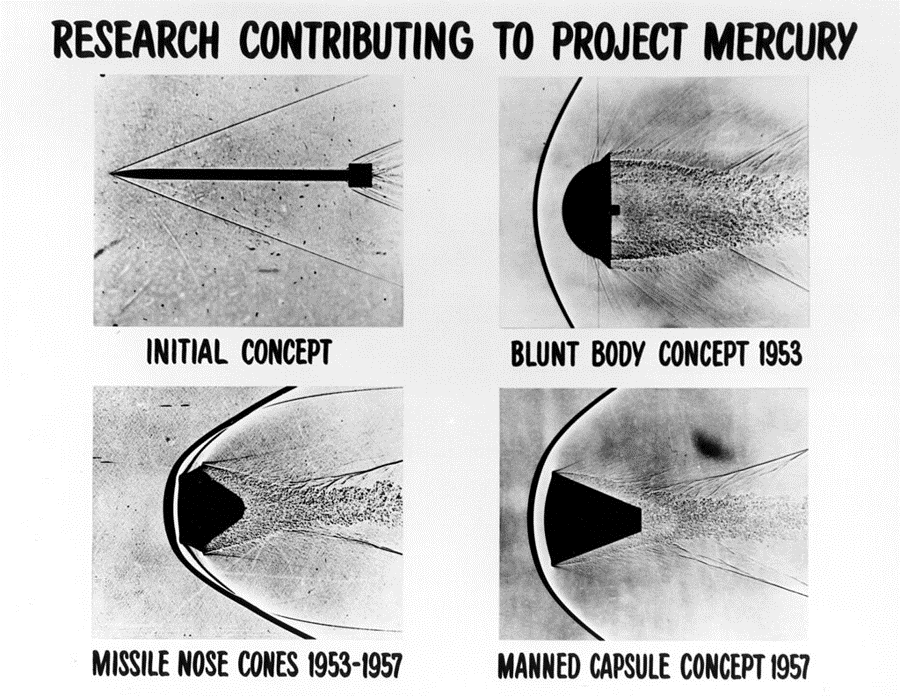 RESEARCH CONTRIBUTING TO PROJECT MERCURY
INITIAL CONCEPT
BLUNT BODY CONCEPT 1953
MISSILE NOSE CONES 1953-1957
MANNED CAPSULE CONCEPT 1957